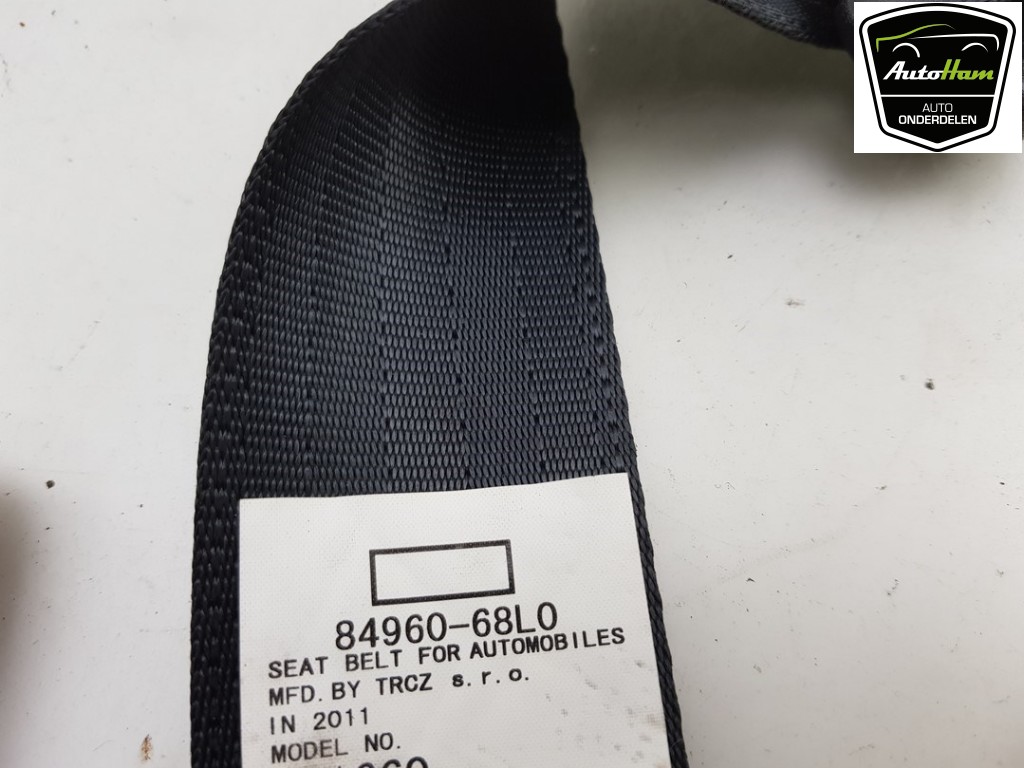 AutoHam
AUTO
ONDERDELEN
84960-68L0
SEAT BELT FOR AUTOMOBILES
MFD. BY TRCZ s.r.o.
IN 2011
MODEL NO.